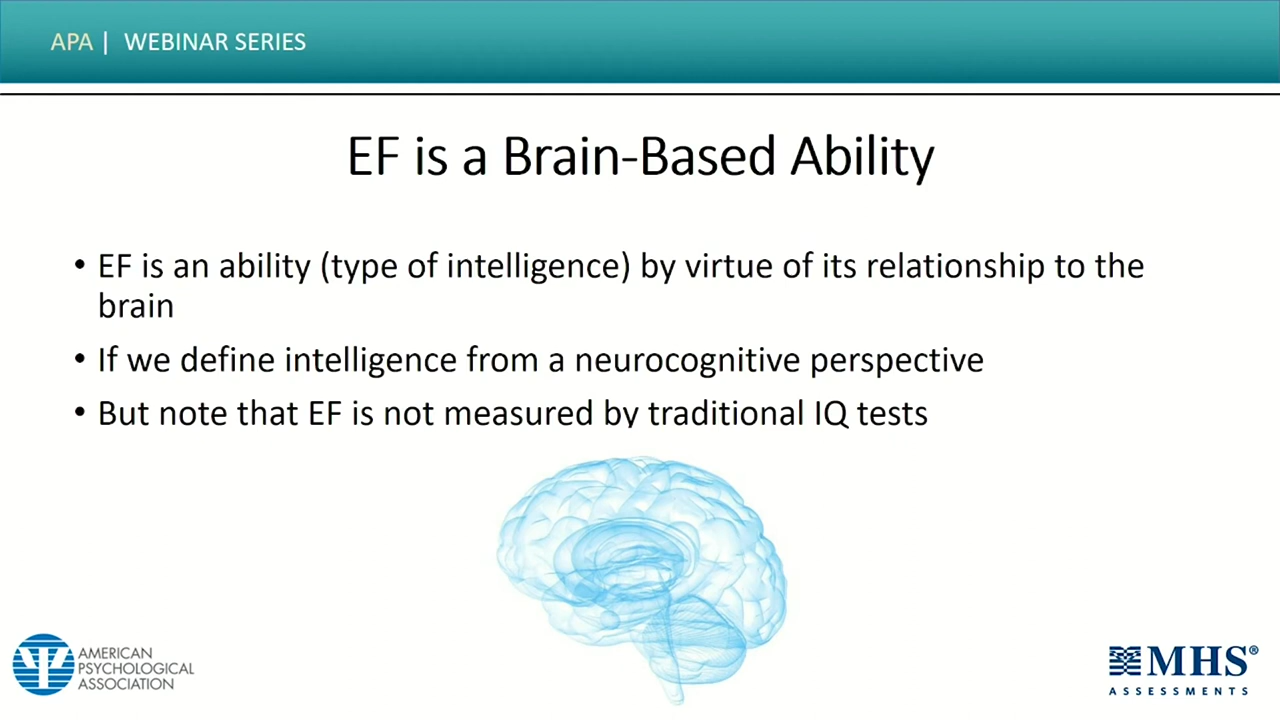 APA | WEBINAR SERIES
EF is a Brain-Based Ability
• EF is an ability (type of intelligence) by virtue of its relationship to the
brain
• If we define intelligence from a neurocognitive perspective
• But note that EF is not measured by traditional IQ tests
AMERICAN
PSYCHOLOGICAL
ASSOCIATION
MHS®
ASSESSMENTS